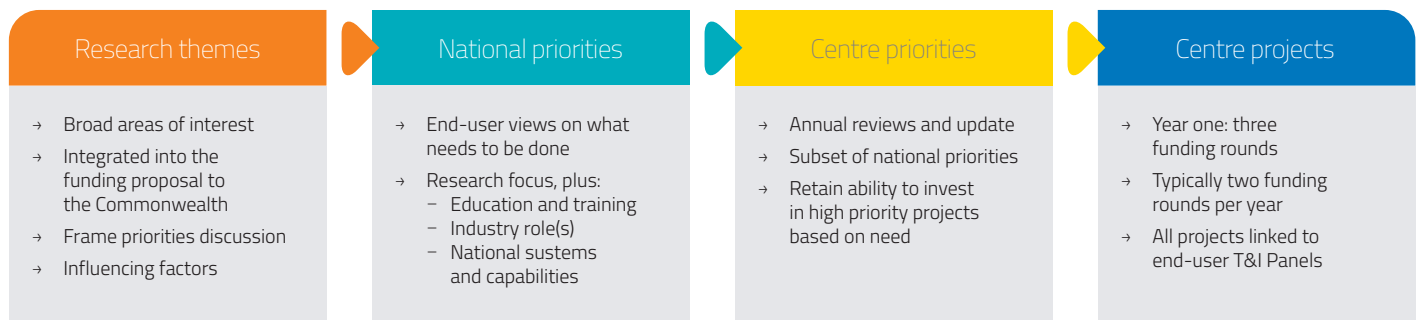 Research themes
→ Broad areas of interest
→ Integrated into the
funding proposal to
the Commonwealth
→ Frame priorities discussion
→ Influencing factors
National priorities
→ End-user views on what
needs to be done
→ Research focus, plus:
– Education and training
– Industry role(s)
– National sustems
and capabilities
Centre priorities
→ Annual reviews and update
→ Subset of national priorities
→ Retain ability to invest
in high priority projects
based on need
Centre projects
→ Year one: three
funding rounds
→ Typically two funding
rounds per year
→ All projects linked to
end-user T&I Panels